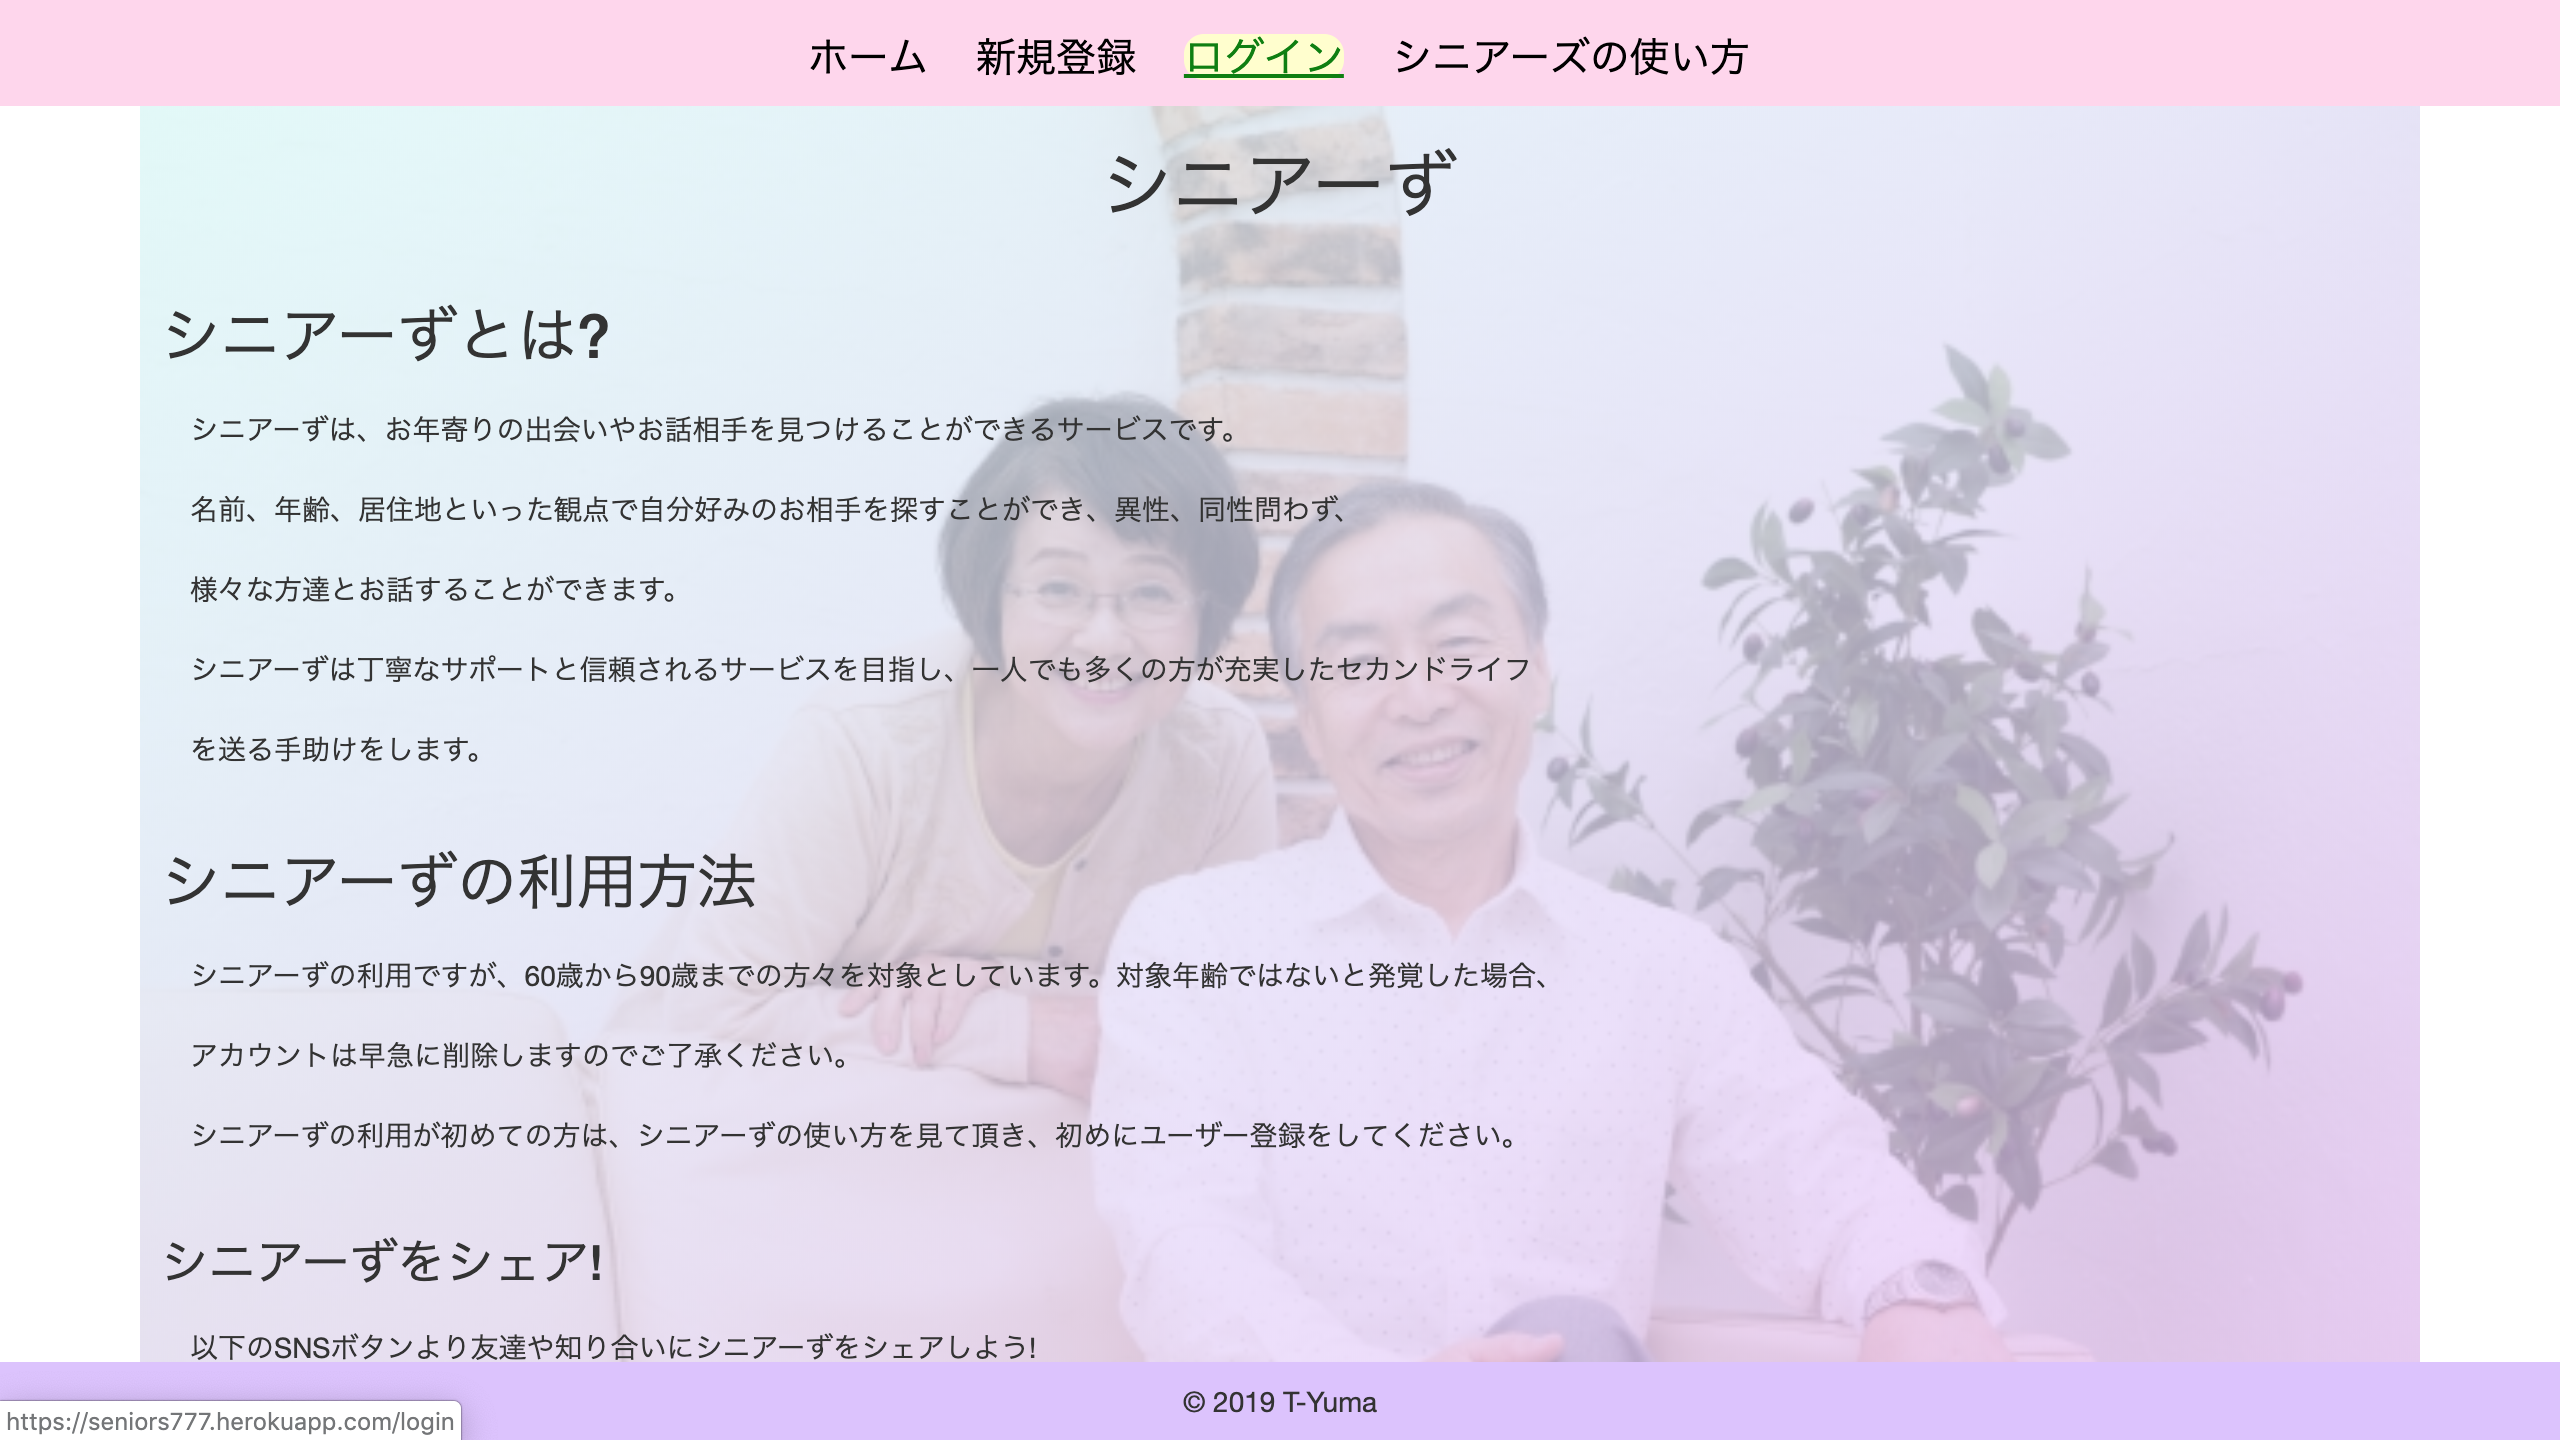 ホーム 新規登録 ログイン シニアーズの使い方
シニアーず
シニアーずとは?
シニアーずは、お年寄りの出会いやお話相手を見つけることができるサービスです。
名前、年齢、居住地といった観点で自分好みのお相手を探すことができ、異性、同性問わず、
様々な方達とお話することができます。
シニアーずは丁寧なサポートと信頼されるサービスを目指し、一人でも多くの方が充実したセカンドライフ
を送る手助けをします。
シニアーずの利用方法
シニアーずの利用ですが、60歳から90歳までの方々を対象としています。対象年齢ではないと発覚した場合、
アカウントは早急に削除しますのでご了承ください。
シニアーずの利用が初めての方は、シニアーずの使い方を見て頂き、初めにユーザー登録をしてください。
シニアーずをシェア!
以下のSNSボタンより友達や知り合いにシニアーずをシェアしよう!
© 2019 T-Yuma
https://seniors777.herokuapp.com/login